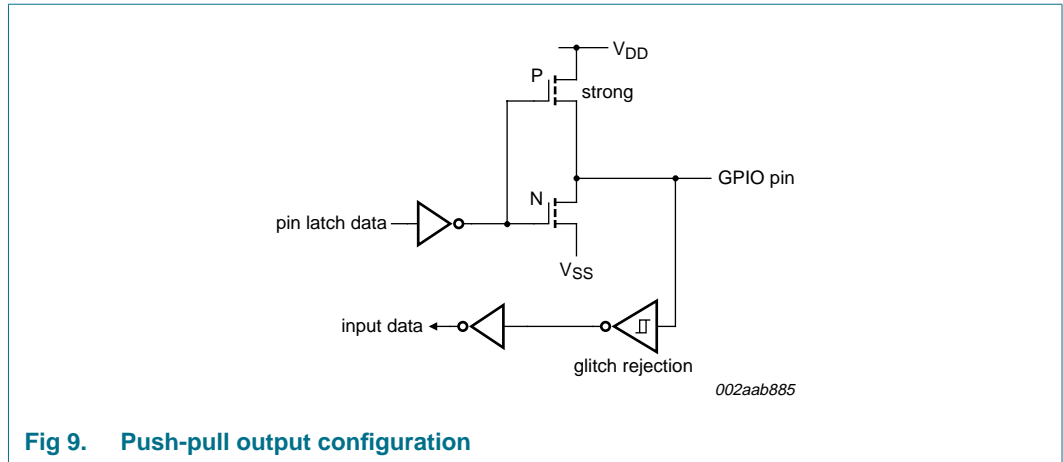 VDD
P
strong
GPIO pin
N
pin latch data
VSS
input data
glitch rejection
002aab885
Fig 9. Push-pull output configuration